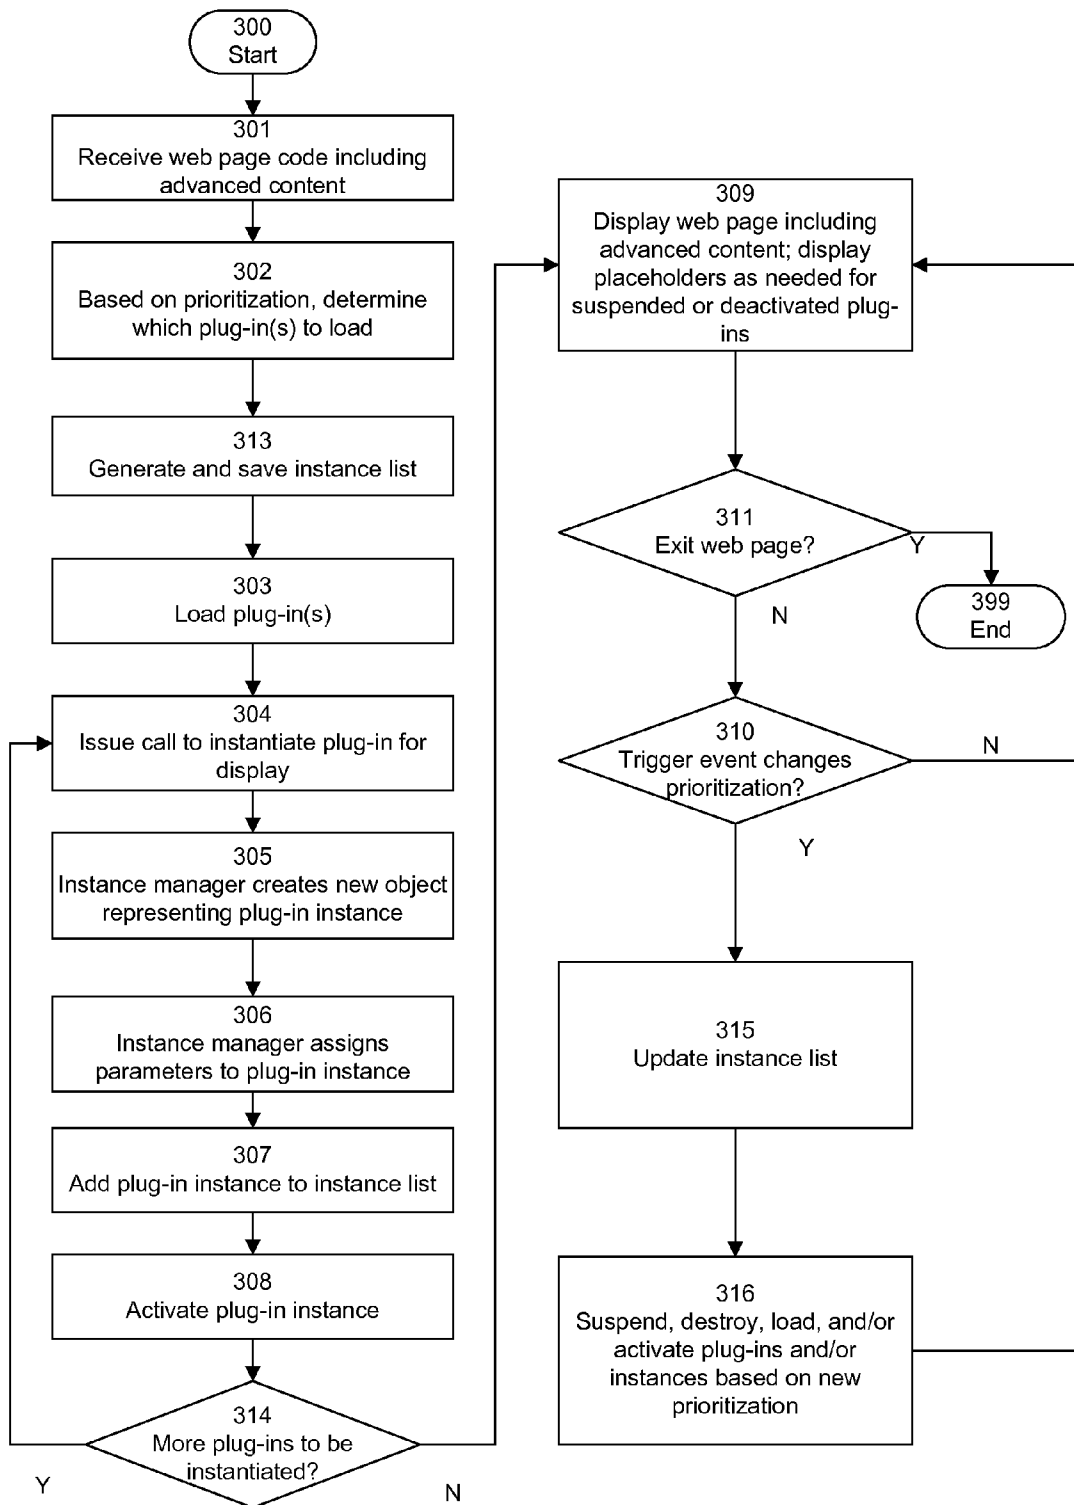 300
Start
301
Receive web page code including
advanced content
302
Based on prioritization, determine
which plug-in(s) to load
313
Generate and save instance list
303
Load plug-in(s)
304
Issue call to instantiate plug-in for
display
305
Instance manager creates new object
representing plug-in instance
306
Instance manager assigns
parameters to plug-in instance
307
Add plug-in instance to instance list
308
Activate plug-in instance
314
More plug-ins to be
instantiated?
Y
N
309
Display web page including
advanced content; display
placeholders as needed for
suspended or deactivated plug-
ins
311
Exit web page?
Y
N
399
End
310
Trigger event changes
prioritization?
N
Y
315
Update instance list
316
Suspend, destroy, load, and/or
activate plug-ins and/or
instances based on new
prioritization